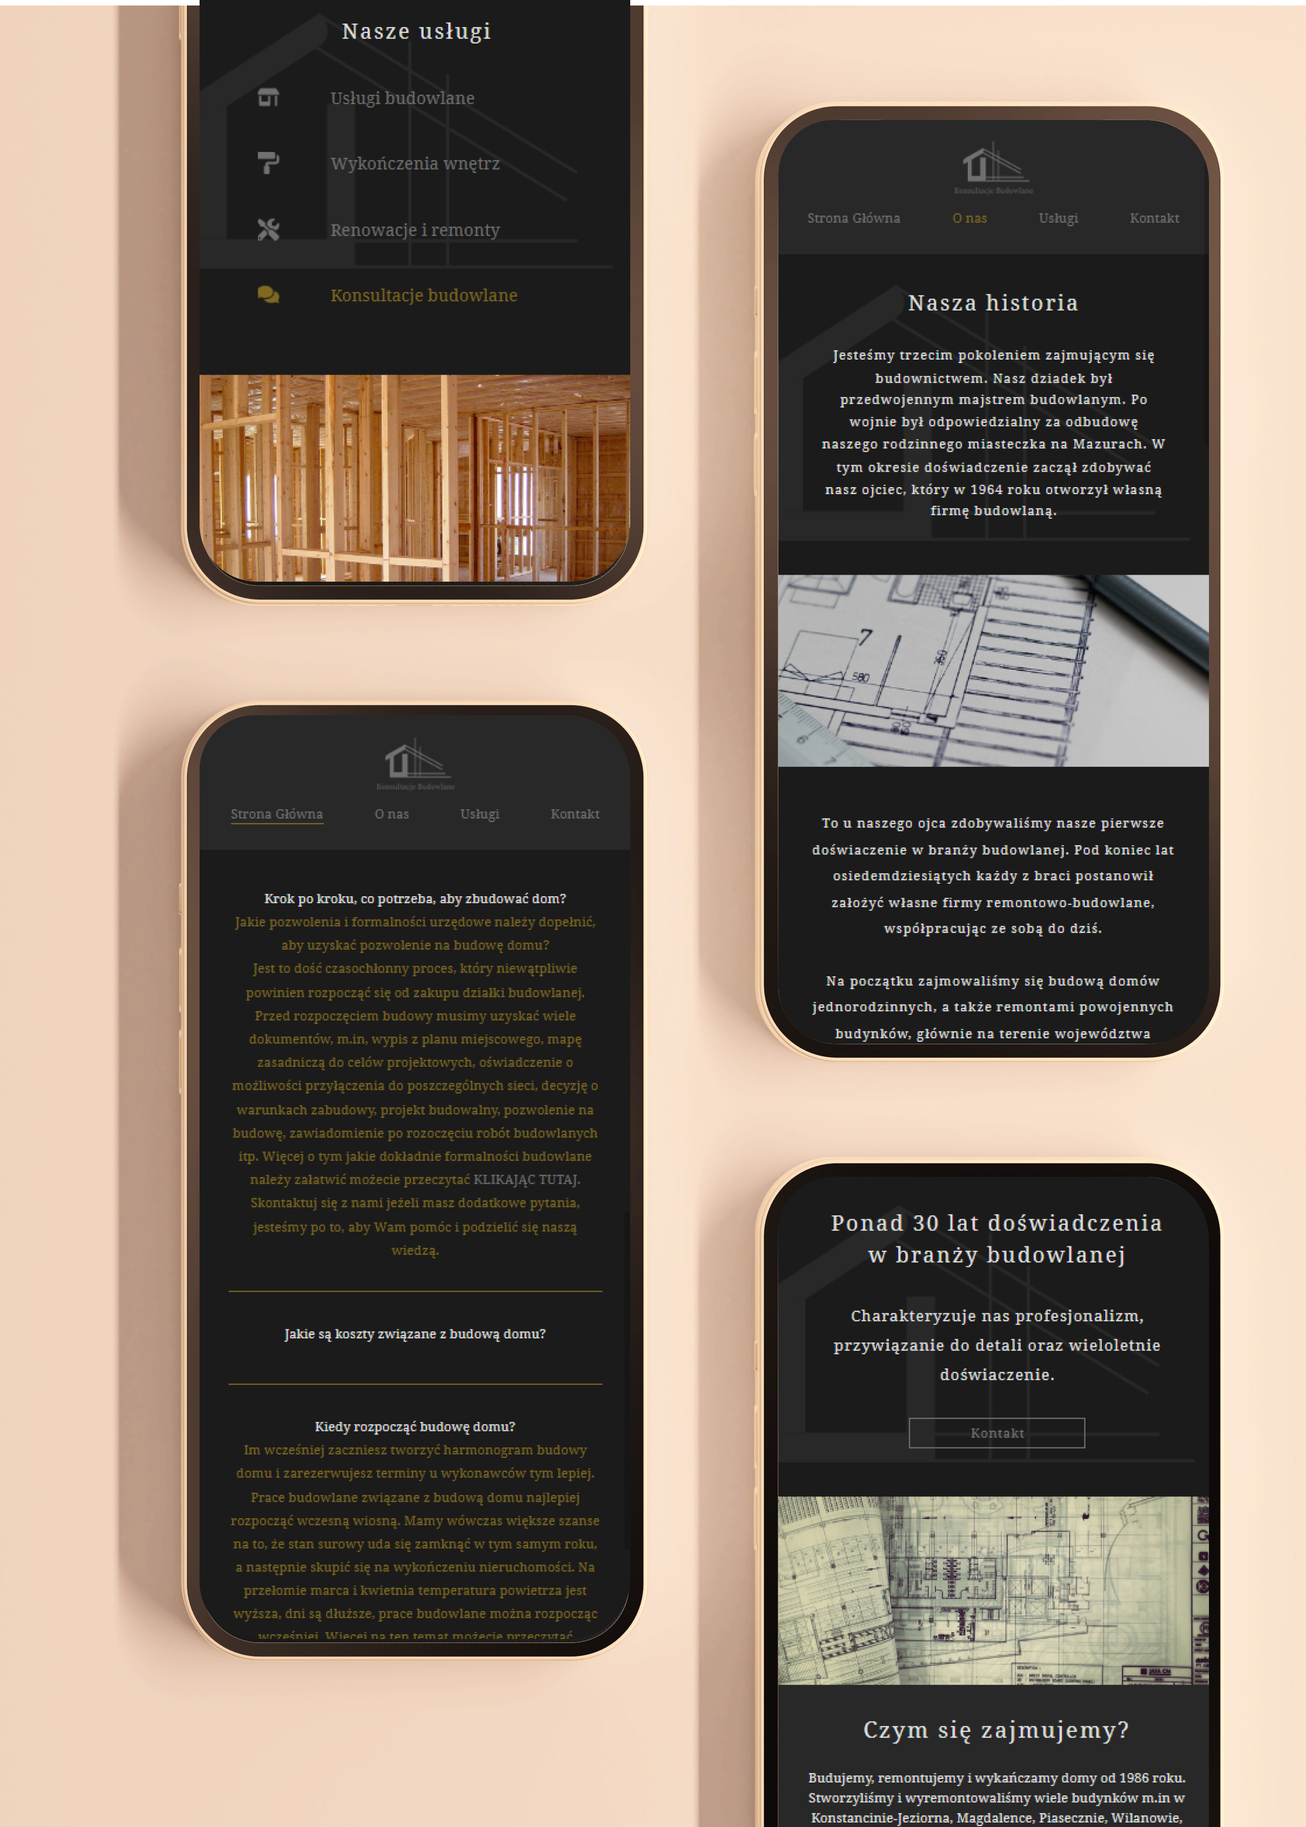 Nasze usługi
Usługi budowlane
Wykończenia wnętrz
Renowacje i remonty
Konsultacje budowlane
Konsultacje Budowlane
Strona Główna O nas Usługi Kontakt
Krok po kroku, co potrzeba, aby zbudować dom?
Jakie pozwolenia i formalności urzędowe należy dopełnić,
aby uzyskać pozwolenie na budowę domu?
Jest to dość czasochłonny proces, który niewątpliwie
powinien rozpocząć się od zakupu działki budowlanej.
Przed rozpoczęciem budowy musimy uzyskać wiele
dokumentów, m.in, wypis z planu miejscowego, mapę
zasadniczą do celów projektowych, oświadczenie o
możliwości przyłączenia do poszczególnych sieci, decyzję o
warunkach zabudowy, projekt budowalny, pozwolenie na
budowę, zawiadomienie po rozoczęciu robót budowlanych
itp. Więcej o tym jakie dokładnie formalności budowlane
należy załatwić możecie przeczytać KLIKAJĄC TUTAJ.
Skontaktuj się z nami jeżeli masz dodatkowe pytania,
jesteśmy po to, aby Wam pomóc i podzielić się naszą
wiedzą.
Jakie są koszty związane z budową domu?
Kiedy rozpocząć budowę domu?
Im wcześniej zaczniesz tworzyć harmonogram budowy
domu i zarezerwujesz terminy u wykonawców tym lepiej.
Prace budowlane związane z budową domu najlepiej
rozpocząć wczesną wiosną. Mamy wówczas większe szanse
na to, że stan surowy uda się zamknąć w tym samym roku,
a następnie skupić się na wykończeniu nieruchomości. Na
przełomie marca i kwietnia temperatura powietrza jest
wyższa, dni są dłuższe, prace budowlane można rozpocząc
wcześniej. Więcej na ten temat możecie przeczytać
Konsultacje Budowlane
Strona Główna O nas Usługi Kontakt
Nasza historia
Jesteśmy trzecim pokoleniem zajmującym się
budownictwem. Nasz dziadek był
przedwojennym majstrem budowlanym. Po
wojnie był odpowiedzialny za odbudowę
naszego rodzinnego miasteczka na Mazurach. W
tym okresie doświadczenie zaczął zdobywać
nasz ojciec, który w 1964 roku otworzył własną
firmę budowlaną.
7
580
6
To u naszego ojca zdobywaliśmy nasze pierwsze
doświaczenie w branży budowlanej. Pod koniec lat
osiedemdziesiątych każdy z braci postanowił
założyć własne firmy remontowo-budowlane,
współpracując ze sobą do dziś.
Na początku zajmowaliśmy się budową domów
jednorodzinnych, a także remontami powojennych
budynków, głównie na terenie województwa
Ponad 30 lat doświadczenia
w branży budowlanej
Charakteryzuje nas profesjonalizm,
przywiązanie do detali oraz wieloletnie
doświaczenie.
Kontakt
Czym się zajmujemy?
Budujemy, remontujemy i wykańczamy domy od 1986 roku.
Stworzyliśmy i wyremontowaliśmy wiele budynków m.in w
Konstancinie-Jeziorna, Magdalence, Piasecznie, Wilanowie,